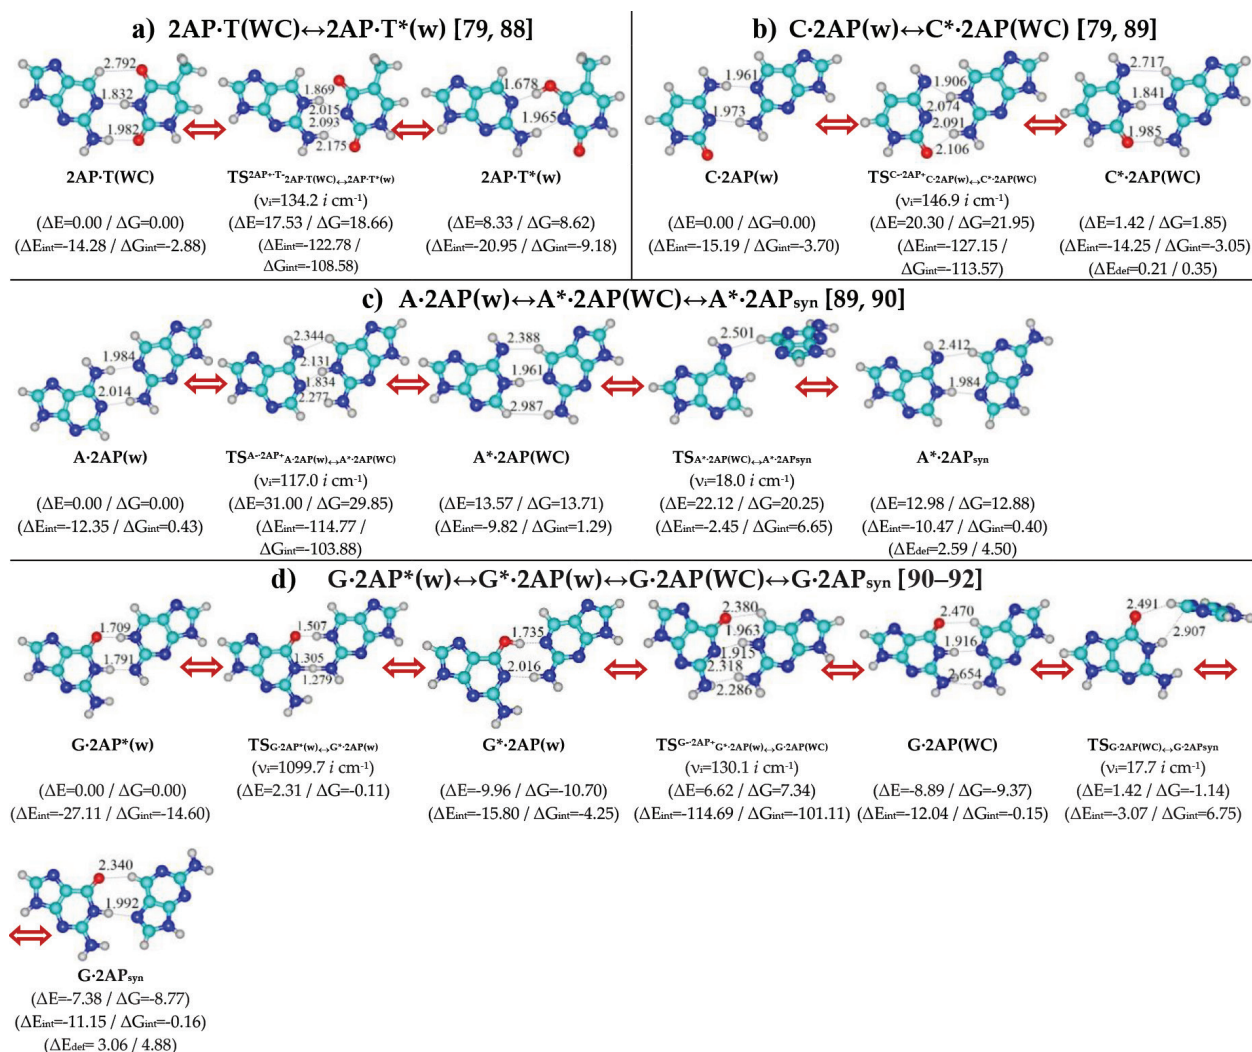 a) 2AP·T(WC)↔2AP·T*(w) [79, 88]
2.792
1.832
1.982
1.869
2.015
2.093
2.175
1.678
1.965
2AP·T(WC)
TS2AP+·T-2AP·T(WC)↔2AP·T*(w)
2AP·T*(w)
(νi=134.2 i cm-1)
(ΔE=0.00 / ΔG=0.00)
(ΔE=17.53 / ΔG=18.66)
(ΔE=8.33 / ΔG=8.62)
(ΔEint=-14.28 / ΔGint=-2.88)
(ΔEint=-122.78 /
ΔGint=-108.58)
(ΔEint=-20.95 / ΔGint=-9.18)
b) C·2AP(w)↔C*·2AP(WC) [79, 89]
1.961
1.973
1.906
2.074
2.091
2.106
2.717
1.841
1.985
C·2AP(w)
TSC-·2AP+C·2AP(w)↔C*·2AP(WC)
C*·2AP(WC)
(νi=146.9 i cm-1)
(ΔE=0.00 / ΔG=0.00)
(ΔE=20.30 / ΔG=21.95)
(ΔE=1.42 / ΔG=1.85)
(ΔEint=-15.19 / ΔGint=-3.70)
(ΔEint=-127.15 /
ΔGint=-113.57)
(ΔEint=-14.25 / ΔGint=-3.05)
(ΔEdef=0.21 / 0.35)
c) A·2AP(w)↔A*·2AP(WC)↔A*·2APsyn [89, 90]
1.984
2.014
2.344
2.131
1.834
2.277
2.388
1.961
2.987
2.501
2.412
1.984
A·2AP(w)
TSA-·2AP+A·2AP(w)↔A*·2AP(WC)
A*·2AP(WC)
TSA*·2AP(WC)↔A*·2APsyn
A*·2APsyn
(νi=117.0 i cm-1)
(νi=18.0 i cm-1)
(ΔE=0.00 / ΔG=0.00)
(ΔE=31.00 / ΔG=29.85)
(ΔE=13.57 / ΔG=13.71)
(ΔE=22.12 / ΔG=20.25)
(ΔE=12.98 / ΔG=12.88)
(ΔEint=-12.35 / ΔGint=0.43)
(ΔEint=-114.77 /
ΔGint=-103.88)
(ΔEint=-9.82 / ΔGint=1.29)
(ΔEint=-2.45 / ΔGint=6.65)
(ΔEint=-10.47 / ΔGint=0.40)
(ΔEdef=2.59 / 4.50)
d) G·2AP*(w)↔G*·2AP(w)↔G·2AP(WC)↔G·2APsyn [90–92]
1.709
1.791
1.507
1.305
1.279
1.735
2.016
2.380
1.963
1.915
2.318
2.286
2.470
1.916
2.654
2.491
2.907
G·2AP*(w)
TSG·2AP*(w)↔G*·2AP(w)
G*·2AP(w)
TSG-·2AP+G*·2AP(w)↔G·2AP(WC)
G·2AP(WC)
TSG·2AP(WC)↔G·2APsyn
(νi=1099.7 i cm-1)
(νi=130.1 i cm-1)
(νi=17.7 i cm-1)
(ΔE=0.00 / ΔG=0.00)
(ΔE=2.31 / ΔG=-0.11)
(ΔE=-9.96 / ΔG=-10.70)
(ΔE=6.62 / ΔG=7.34)
(ΔE=-8.89 / ΔG=-9.37)
(ΔE=1.42 / ΔG=-1.14)
(ΔEint=-27.11 / ΔGint=-14.60)
(ΔEint=-15.80 / ΔGint=-4.25)
(ΔEint=-114.69 / ΔGint=-101.11)
(ΔEint=-12.04 / ΔGint=-0.15)
(ΔEint=-3.07 / ΔGint=6.75)
2.340
1.992
G·2APsyn
(ΔE=-7.38 / ΔG=-8.77)
(ΔEint=-11.15 / ΔGint=-0.16)
(ΔEdef= 3.06 / 4.88)